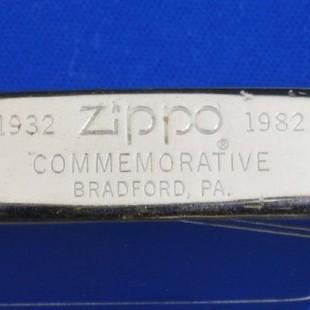 1932 Zippo® 1982
COMMEMORATIVE
BRADFORD, PA.